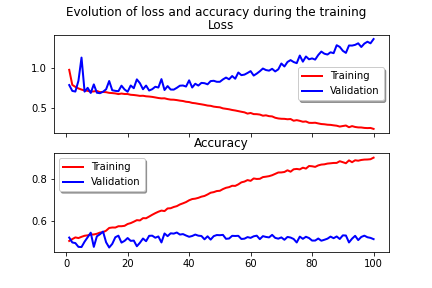 Evolution of loss and accuracy during the training
Loss
1.0
0.5
Training
Validation
Accuracy
0.8
0.6
Training
Validation
0 20 40 60 80 100